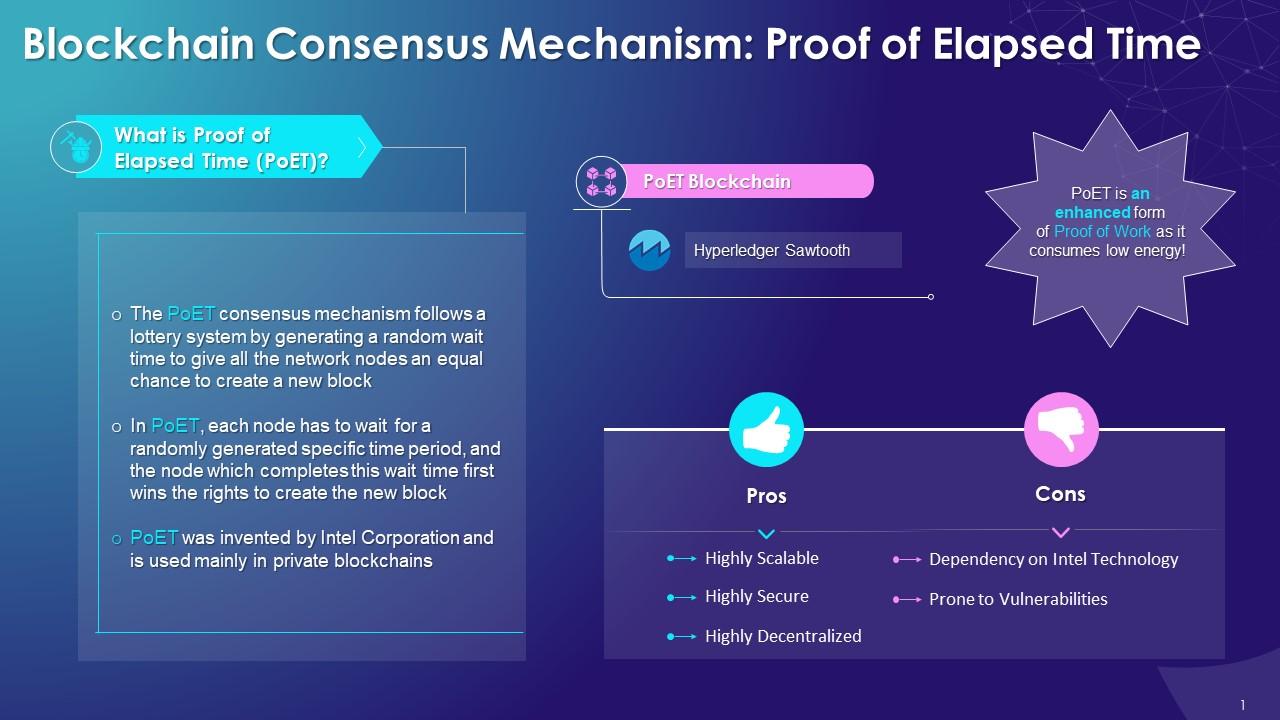 Blockchain Consensus Mechanism: Proof of Elapsed Time
What is Proof of
Elapsed Time (PoET)?
o The PoET consensus mechanism follows a
lottery system by generating a random wait
time to give all the network nodes an equal
chance to create a new block
o In PoET, each node has to wait for a
randomly generated specific time period, and
the node which completes this wait time first
wins the rights to create the new block
o PoET was invented by Intel Corporation and
is used mainly in private blockchains
PoET Blockchain
Hyperledger Sawtooth
PoET is an
enhanced form
of Proof of Work as it
consumes low energy!
Pros
Highly Scalable
Highly Secure
Highly Decentralized
Cons
Dependency on Intel Technology
Prone to Vulnerabilities
1